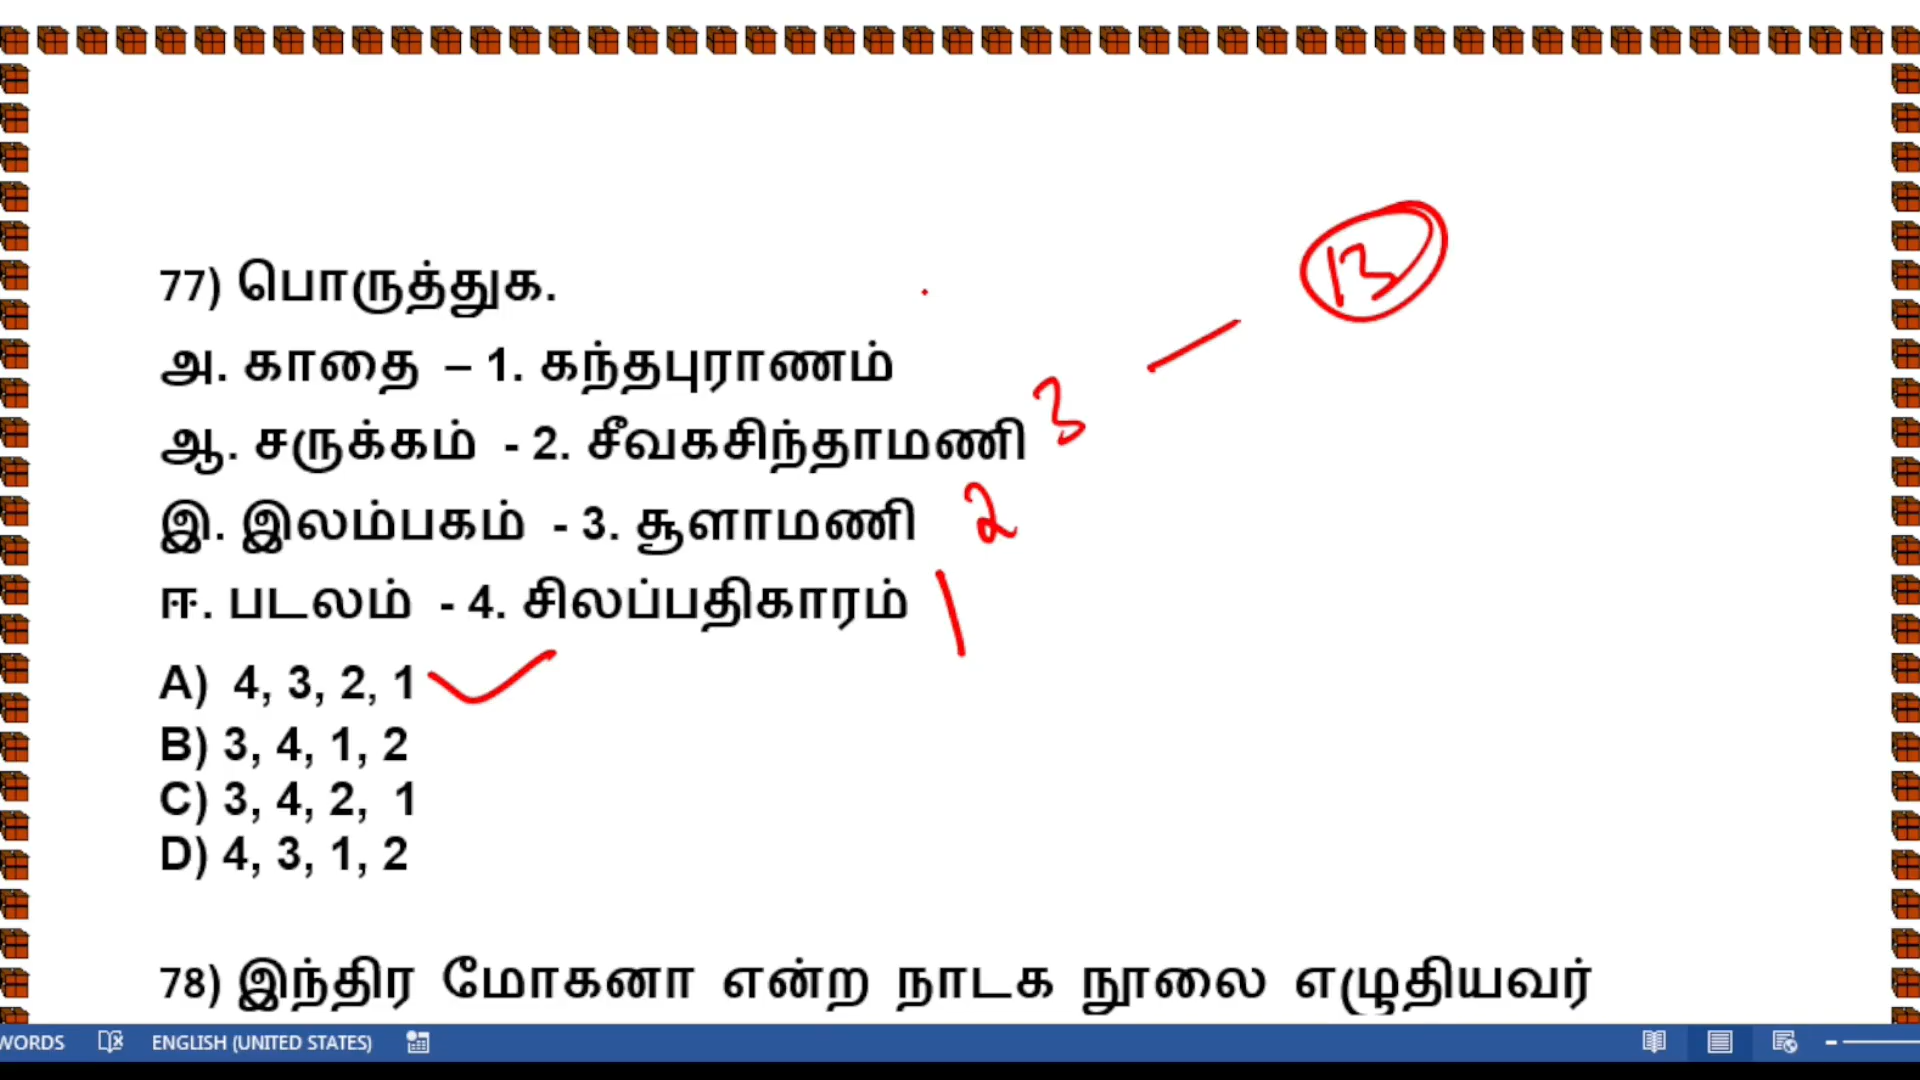 13
77) பொருத்துக.
அ. காதை – 1. கந்தபுராணம்
ஆ. சருக்கம் - 2. சீவகசிந்தாமணி 3
இ. இலம்பகம் - 3. சூளாமணி 2
ஈ. படலம் - 4. சிலப்பதிகாரம் 1
A) 4, 3, 2, 1
B) 3, 4, 1, 2
C) 3, 4, 2, 1
D) 4, 3, 1, 2
78) இந்திர மோகனா என்ற நாடக நூலை எழுதியவர்
WORDS ENGLISH (UNITED STATES)